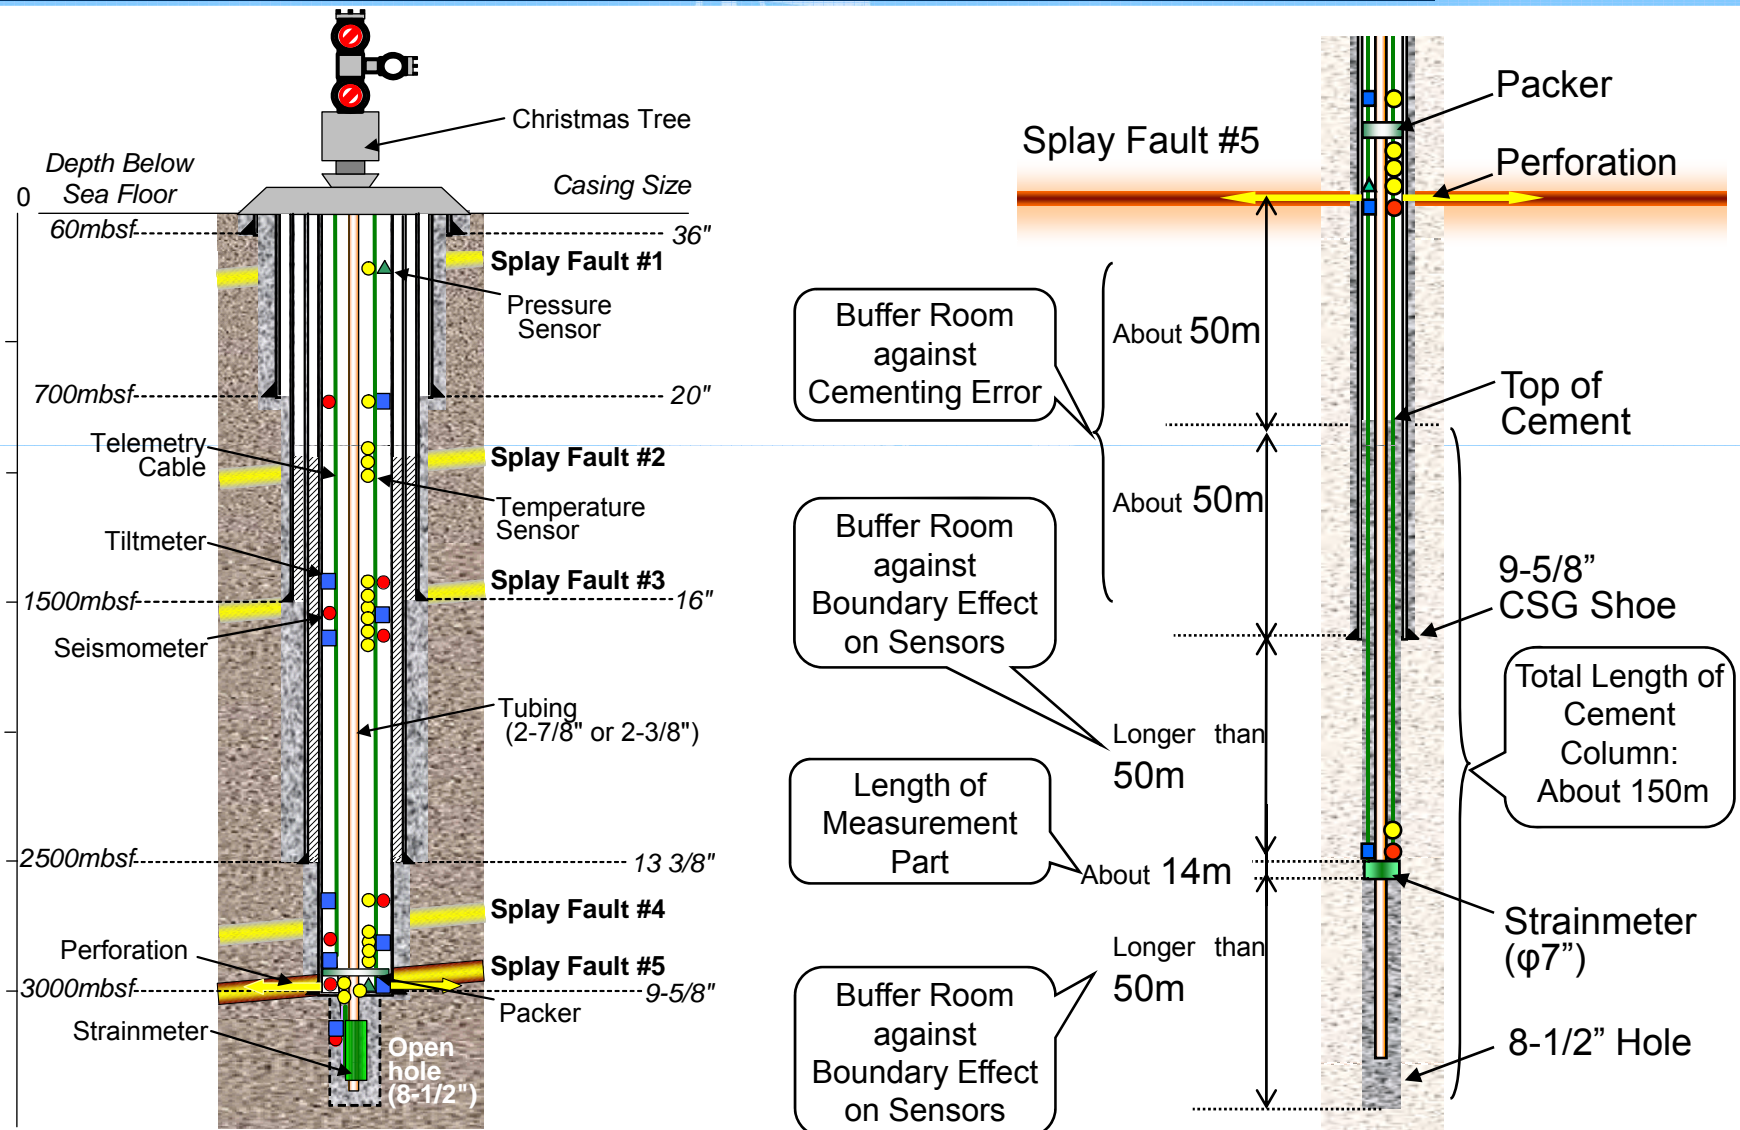 Christmas Tree
Depth Below
Sea Floor
Casing Size
0
60mbsf
36"
Splay Fault #1
Pressure
Sensor
700mbsf
20"
Telemetry
Cable
Splay Fault #2
Temperature
Sensor
Tiltmeter
Splay Fault #3
1500mbsf
16"
Seismometer
Tubing
(2-7/8" or 2-3/8")
2500mbsf
13 3/8"
Splay Fault #4
Perforation
Splay Fault #5
3000mbsf
9-5/8"
Packer
Strainmeter
Open
hole
(8-1/2")
Packer
Splay Fault #5
Perforation
Buffer Room
against
Cementing Error
About 50m
Top of
Cement
About 50m
Buffer Room
against
Boundary Effect
on Sensors
9-5/8”
CSG Shoe
Total Length of
Cement
Column:
About 150m
Longer than
50m
Length of
Measurement
Part
About 14m
Strainmeter
(φ7”)
Longer than
50m
Buffer Room
against
Boundary Effect
on Sensors
8-1/2” Hole